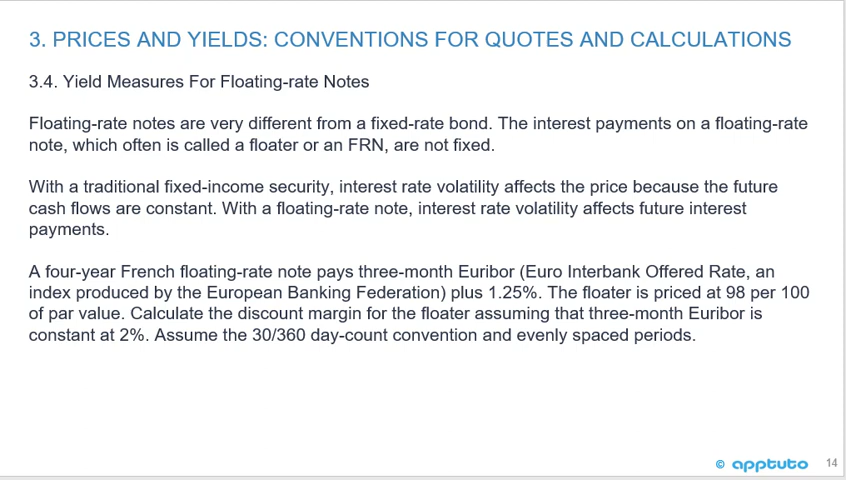 3. PRICES AND YIELDS: CONVENTIONS FOR QUOTES AND CALCULATIONS
3.4. Yield Measures For Floating-rate Notes
Floating-rate notes are very different from a fixed-rate bond. The interest payments on a floating-rate
note, which often is called a floater or an FRN, are not fixed.
With a traditional fixed-income security, interest rate volatility affects the price because the future
cash flows are constant. With a floating-rate note, interest rate volatility affects future interest
payments.
A four-year French floating-rate note pays three-month Euribor (Euro Interbank Offered Rate, an
index produced by the European Banking Federation) plus 1.25%. The floater is priced at 98 per 100
of par value. Calculate the discount margin for the floater assuming that three-month Euribor is
constant at 2%. Assume the 30/360 day-count convention and evenly spaced periods.
© apptuto 14